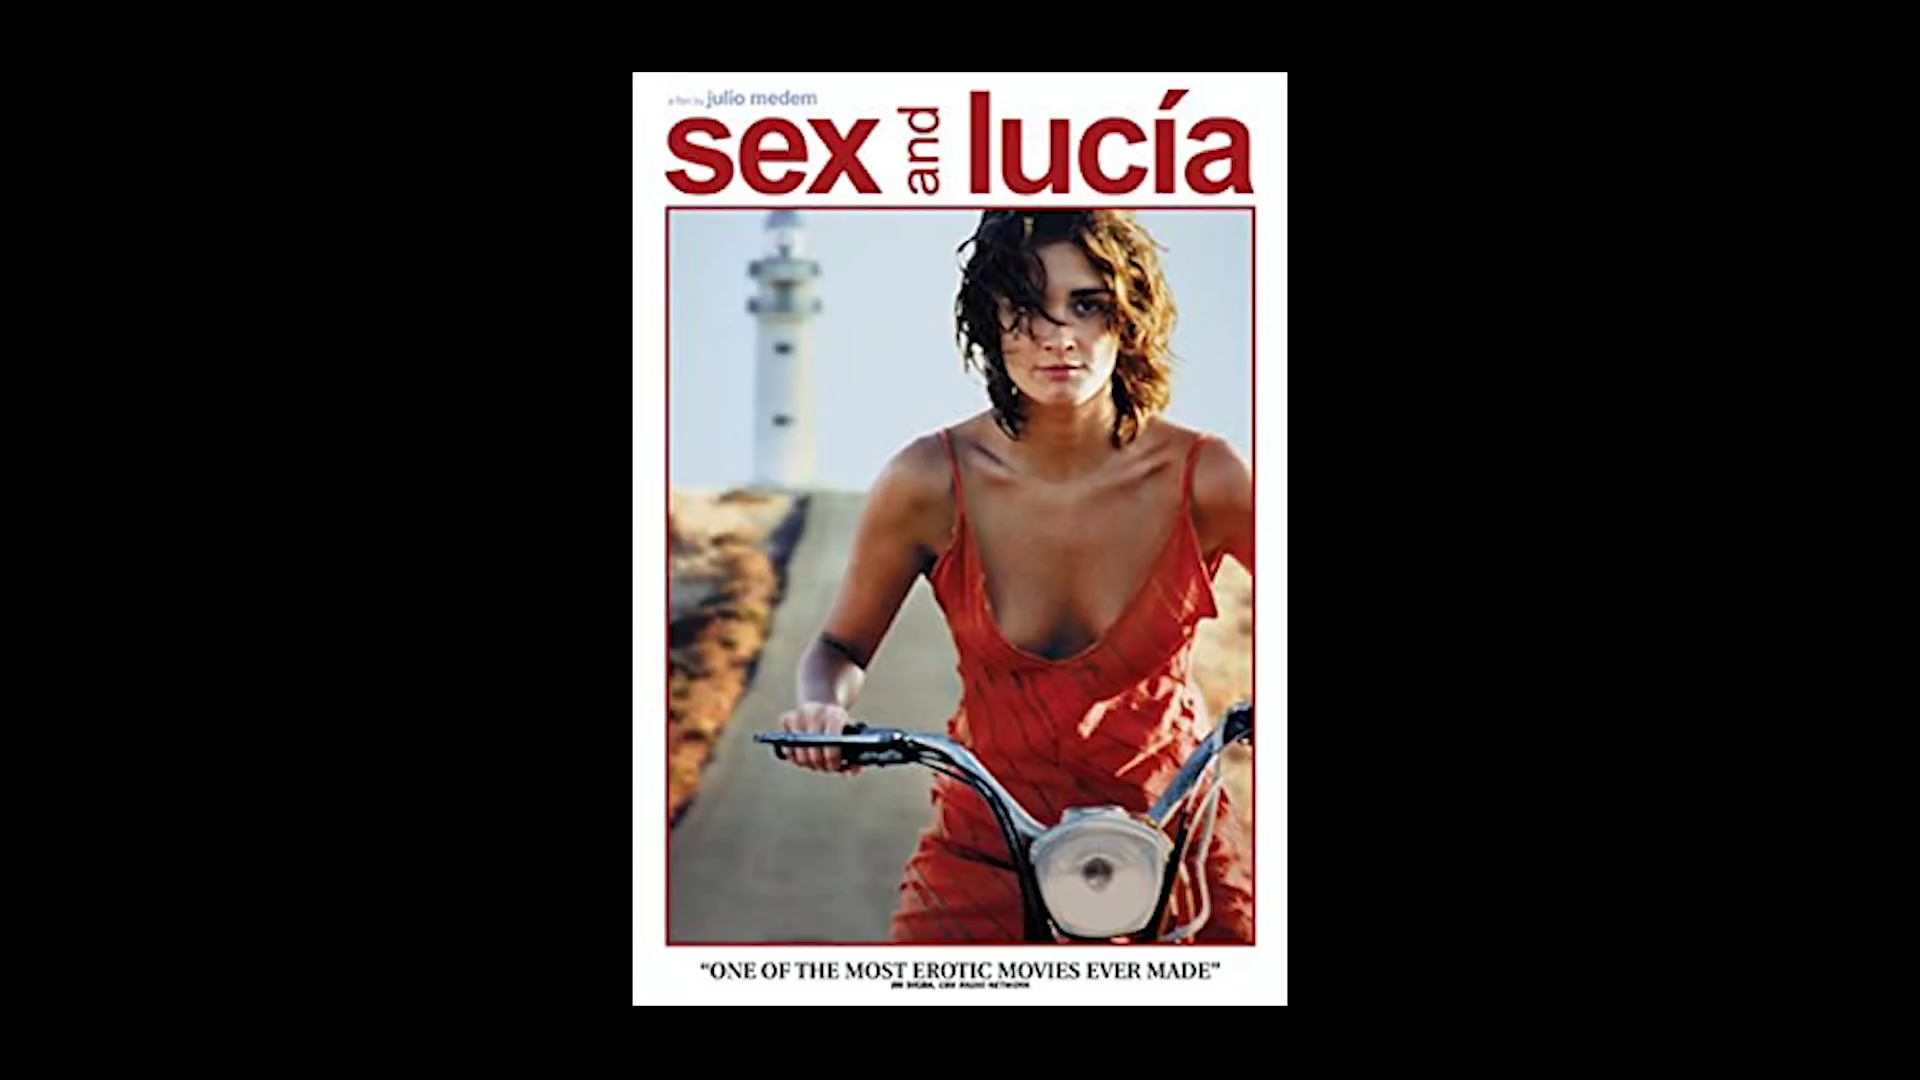 a film by julio medem
sex and lucía
“ONE OF THE MOST EROTIC MOVIES EVER MADE”